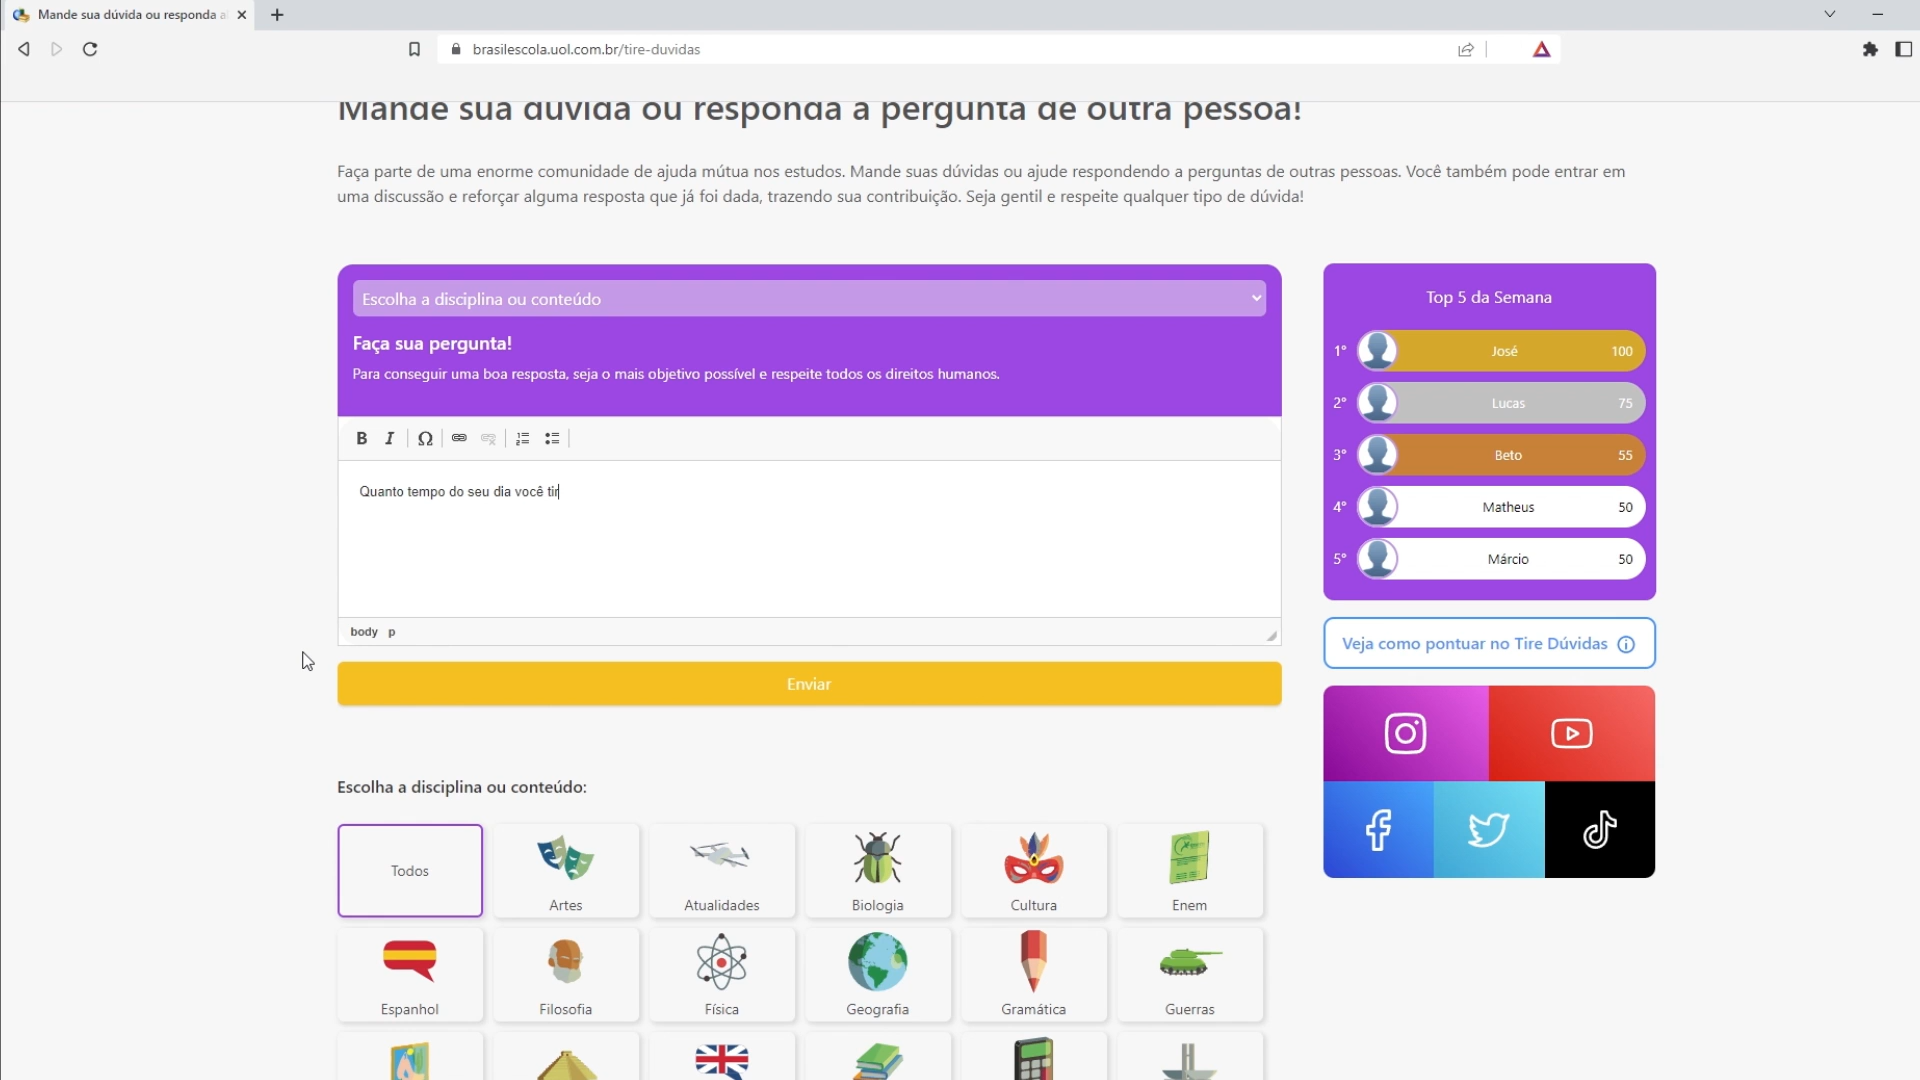 Mande sua dúvida ou responda a
brasilescola.uol.com.br/tire-duvidas
Mande sua dúvida ou responda a pergunta de outra pessoa!
Faça parte de uma enorme comunidade de ajuda mútua nos estudos. Mande suas dúvidas ou ajude respondendo a perguntas de outras pessoas. Você também pode entrar em
uma discussão e reforçar alguma resposta que já foi dada, trazendo sua contribuição. Seja gentil e respeite qualquer tipo de dúvida!
Escolha a disciplina ou conteúdo
Faça sua pergunta!
Para conseguir uma boa resposta, seja o mais objetivo possível e respeite todos os direitos humanos.
B I Ω
Quanto tempo do seu dia você tir
body p
Enviar
Top 5 da Semana
1° José 100
2° Lucas 75
3° Beto 55
4° Matheus 50
5° Márcio 50
Veja como pontuar no Tire Dúvidas
Escolha a disciplina ou conteúdo:
Todos
Artes
Atualidades
Biologia
Cultura
Enem
Espanhol
Filosofia
Física
Geografia
Gramática
Guerras